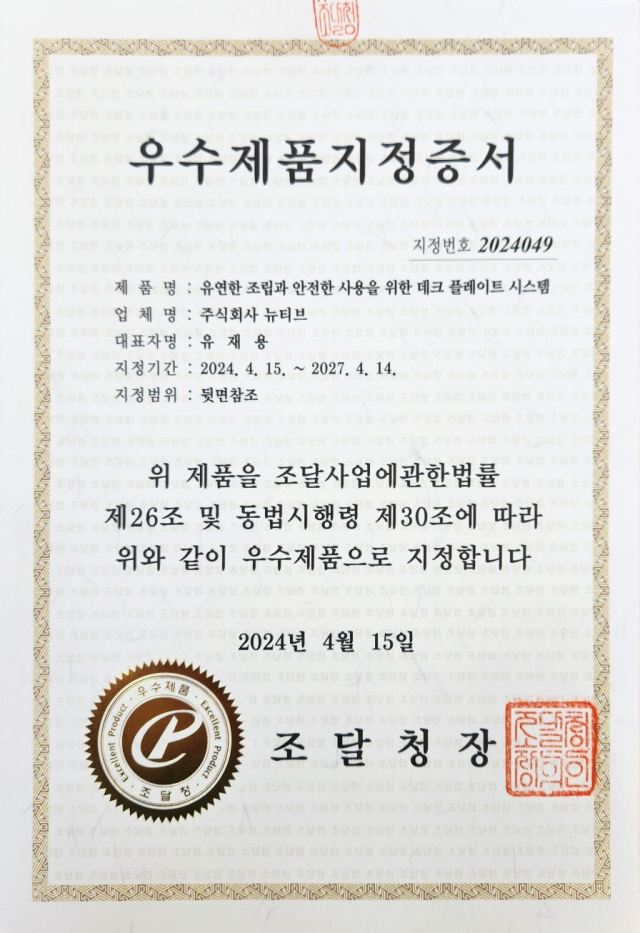 우수제품지정증서
지정번호 2024049
제 품 명 : 유연한 조립과 안전한 사용을 위한 데크 플레이트 시스템
업 체 명 : 주식회사 뉴티브
대표자명 : 유 재 용
지정기간 : 2024. 4. 15. ~ 2027. 4. 14.
지정범위 : 뒷면참조
위 제품을 조달사업에관한법률
제26조 및 동법시행령 제30조에 따라
위와 같이 우수제품으로 지정합니다.
2024년 4월 15일
· 우수제품 · Excellent Product · 조달청 · Excellent Product
조 달 청 장